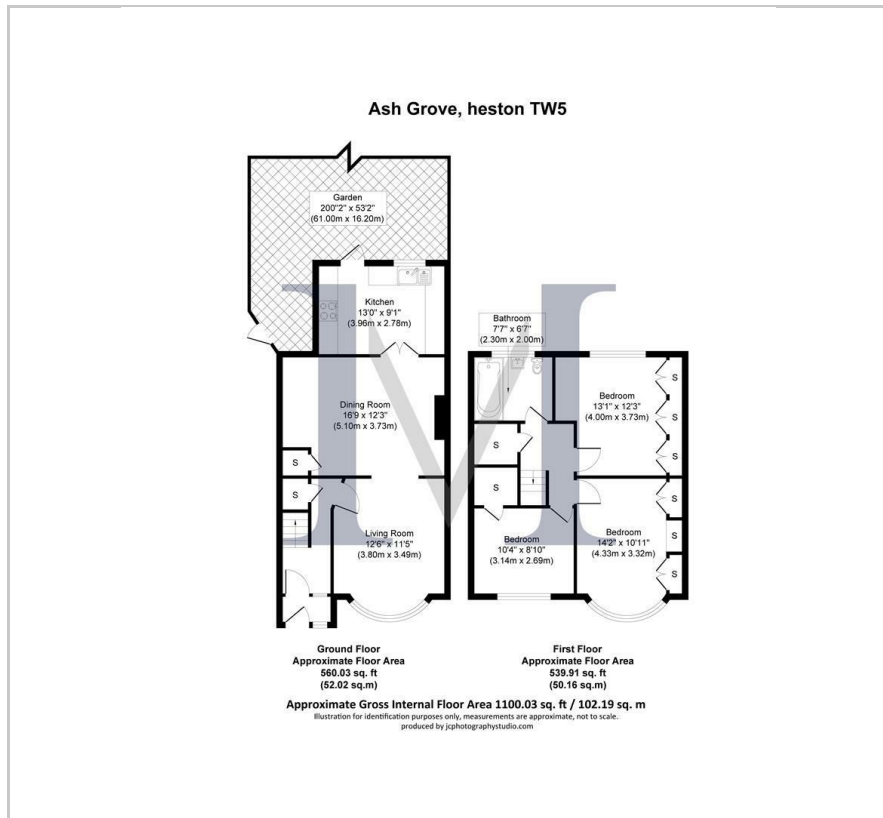 Ash Grove, heston TW5
Garden
200'2" x 53'2"
(61.00m x 16.20m)
Kitchen
13'0" x 9'1"
(3.96m x 2.78m)
Dining Room
16'9 x 12'3"
(5.10m x 3.73m)
S
S
Living Room
12'6" x 11'5"
(3.80m x 3.49m)
Bathroom
7'7" x 6'7"
(2.30m x 2.00m)
Bedroom
13'1" x 12'3"
(4.00m x 3.73m)
S
S
S
S
S
Bedroom
10'4" x 8'10"
(3.14m x 2.69m)
Bedroom
14'2" x 10'11"
(4.33m x 3.32m)
S
S
S
Ground Floor
Approximate Floor Area
560.03 sq. ft
(52.02 sq.m)
First Floor
Approximate Floor Area
539.91 sq. ft
(50.16 sq.m)
Approximate Gross Internal Floor Area 1100.03 sq. ft / 102.19 sq. m
Illustration for identification purposes only, measurements are approximate, not to scale.
produced by jcphotographystudio.com